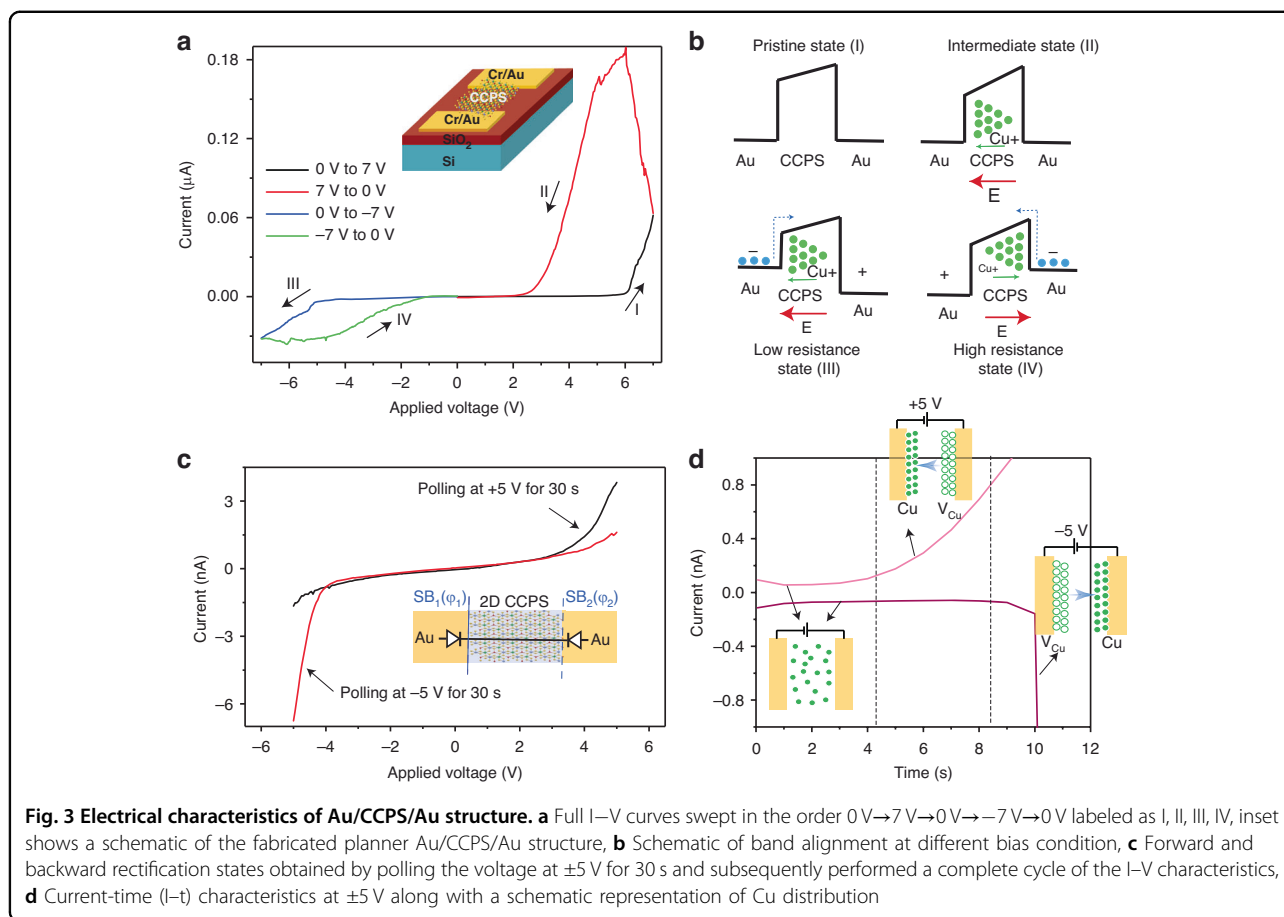 a
0.18
0.12
0.06
0.00
Current (μA)
−6
−4
−2
0
2
4
6
Applied voltage (V)
0 V to 7 V
7 V to 0 V
0 V to −7 V
−7 V to 0 V
Cr/Au
CCPS
Cr/Au
SiO2
Si
I
II
III
IV
b
Pristine state (I)
Au
CCPS
Au
Intermediate state (II)
Cu+
Au
CCPS
Au
E
−
Cu+
+
Au
CCPS
Au
E
Low resistance
state (III)
+
Cu+
−
Au
CCPS
Au
E
High resistance
state (IV)
c
3
0
−3
−6
Current (nA)
−6
−4
−2
0
2
4
6
Applied voltage (V)
Polling at +5 V for 30 s
Polling at −5 V for 30 s
SB1(φ1)
2D CCPS
SB2(φ2)
Au
Au
d
0.8
0.4
0.0
−0.4
−0.8
Current (nA)
0
2
4
6
8
10
12
Time (s)
+5 V
Cu
VCu
−5 V
VCu
Cu
Fig. 3 Electrical characteristics of Au/CCPS/Au structure. a Full I−V curves swept in the order 0 V→7 V→0 V→−7 V→0 V labeled as I, II, III, IV, inset
shows a schematic of the fabricated planner Au/CCPS/Au structure, b Schematic of band alignment at different bias condition, c Forward and
backward rectification states obtained by polling the voltage at ±5 V for 30 s and subsequently performed a complete cycle of the I–V characteristics,
d Current-time (I–t) characteristics at ±5 V along with a schematic representation of Cu distribution